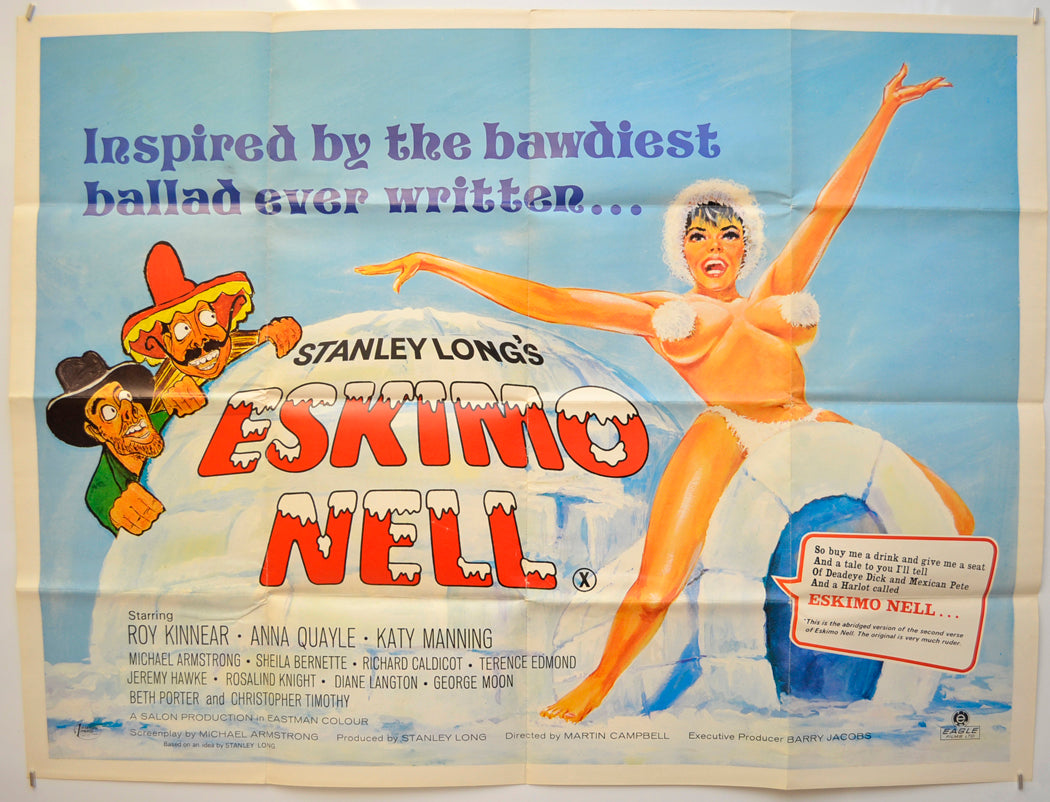 Inspired by the bawdiest
ballad ever written...
STANLEY LONG'S
ESKIMO
NELL
X
So buy me a drink and give me a seat
And a tale to you I'll tell
Of Deadeye Dick and Mexican Pete
And a Harlot called
ESKIMO NELL...
'This is the abridged version of the second verse
of Eskimo Nell. The original is very much ruder.
Starring
ROY KINNEAR • ANNA QUAYLE • KATY MANNING
MICHAEL ARMSTRONG • SHEILA BERNETTE • RICHARD CALDICOT • TERENCE EDMOND
JEREMY HAWKE • ROSALIND KNIGHT • DIANE LANGTON • GEORGE MOON
BETH PORTER and CHRISTOPHER TIMOTHY
A SALON PRODUCTION in EASTMAN COLOUR
Screenplay by MICHAEL ARMSTRONG Produced by STANLEY LONG Directed by MARTIN CAMPBELL Executive Producer BARRY JACOBS
Based on an idea by STANLEY LONG
EAGLE
FILMS LTD